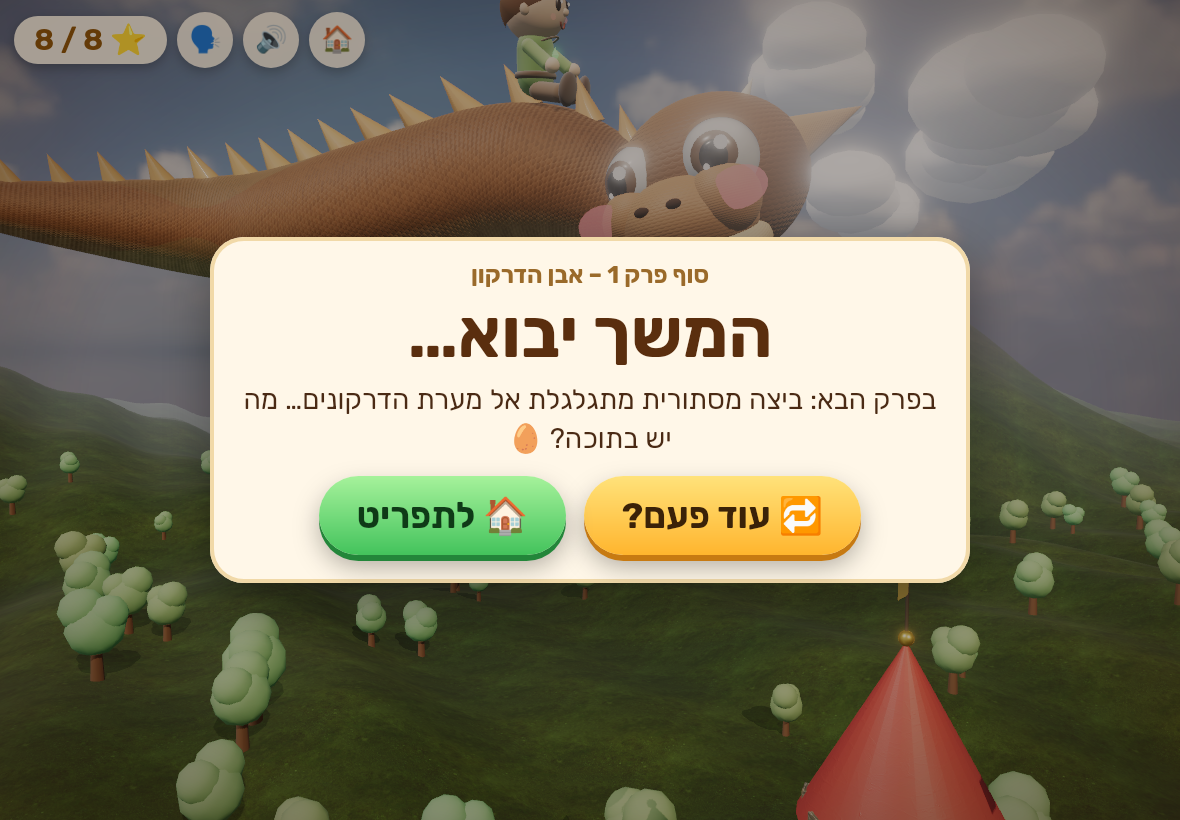 8 / 8 ⭐
סוף פרק 1 – אבן הדרקון
המשך יבוא...
בפרק הבא: ביצה מסתורית מתגלגלת אל מערת הדרקונים... מה
יש בתוכה? 🥚
🔁 עוד פעם?
🏠 לתפריט